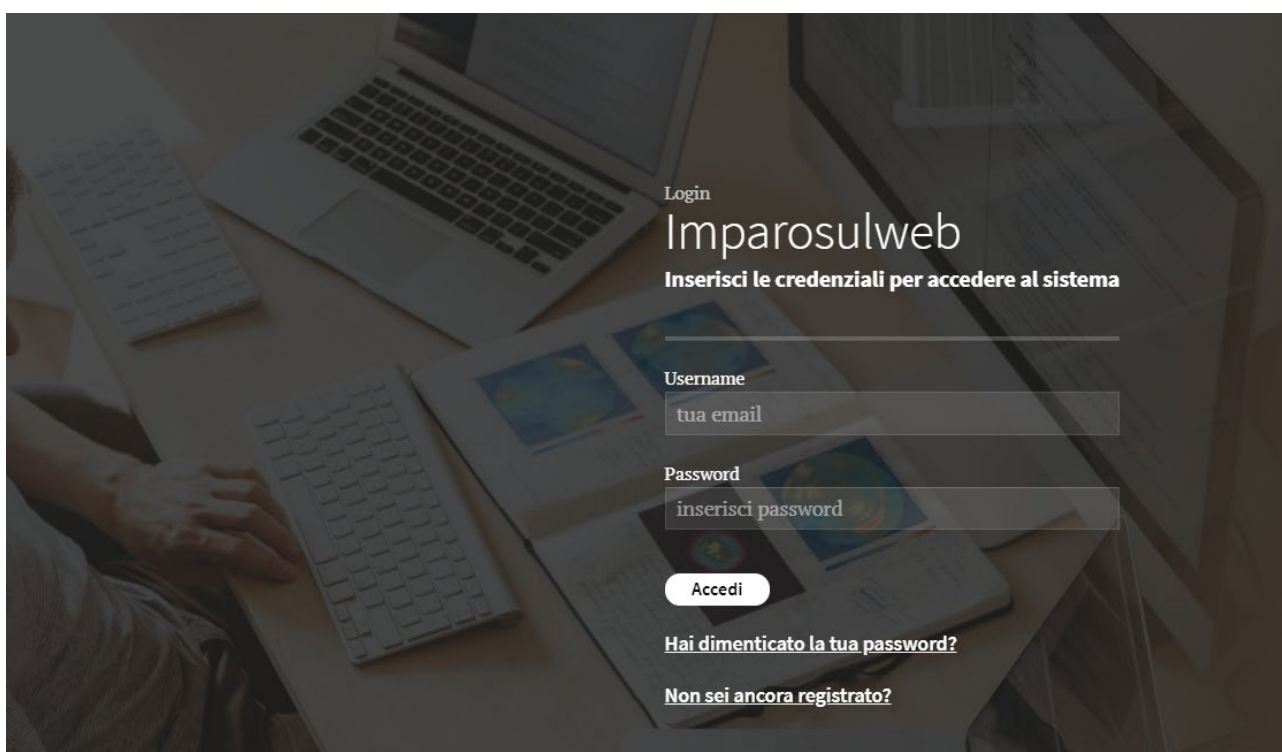 Login
Imparosulweb
Inserisci le credenziali per accedere al sistema
Username
tua email
Password
inserisci password
Accedi
Hai dimenticato la tua password?
Non sei ancora registrato?